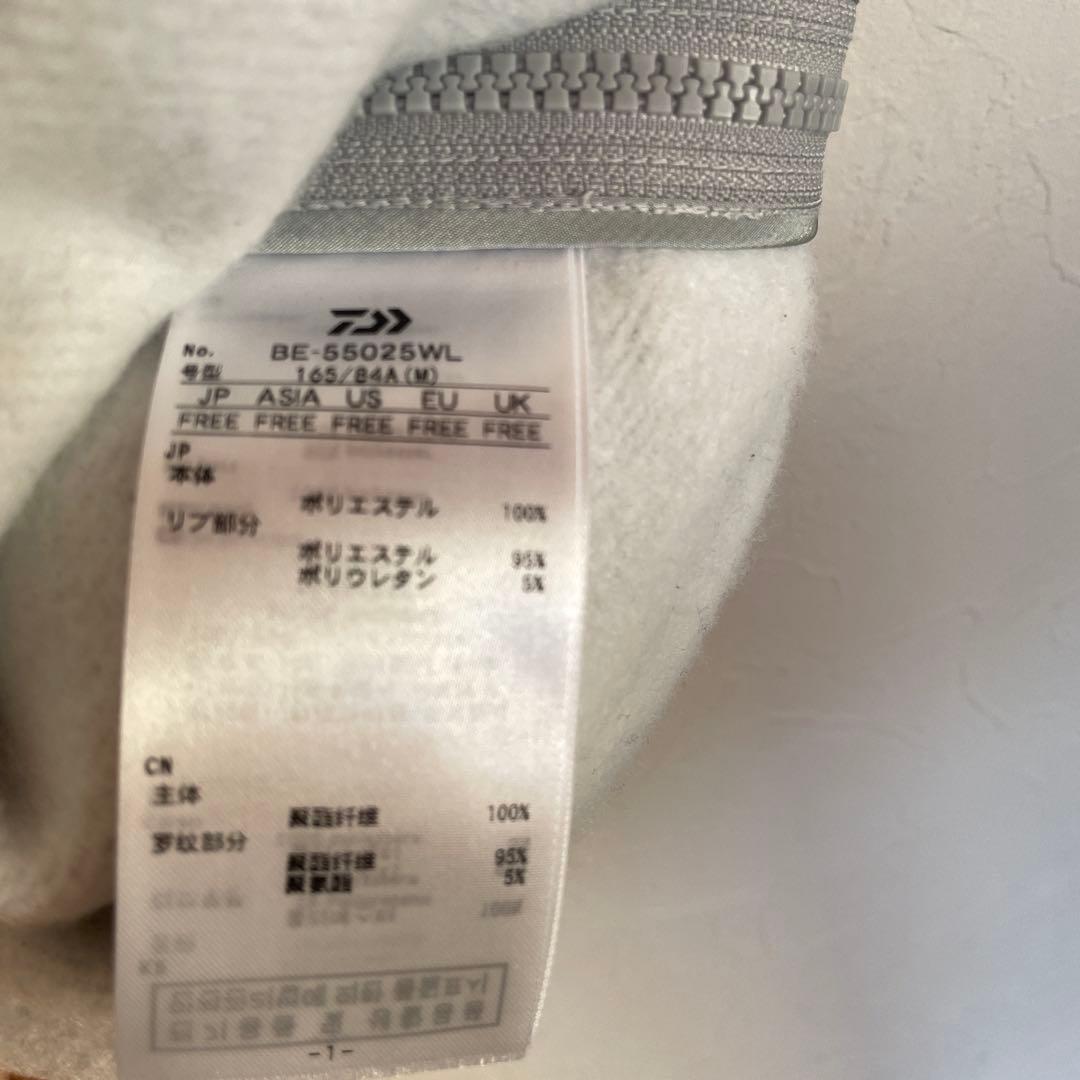 No. BE-55025WL
号型 165/84A(M)
JP ASIA US EU UK
FREE FREE FREE FREE FREE
JP
本体
ポリエステル 100%
リブ部分
ポリエステル 95%
ポリウレタン 5%
CN
主体
聚酯纤维 100%
罗纹部分
聚酯纤维 95%
聚氨酯 5%
-1-